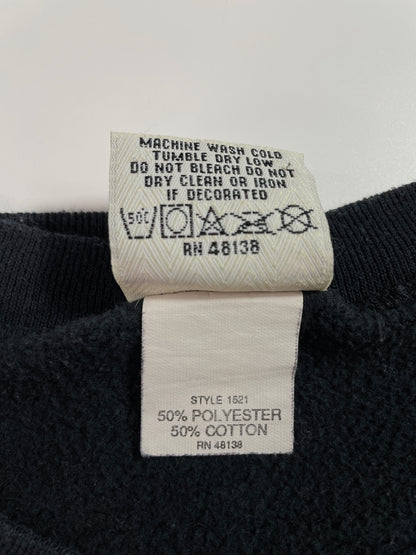 MACHINE WASH COLD
TUMBLE DRY LOW
DO NOT BLEACH DO NOT
DRY CLEAN OR IRON
IF DECORATED
50C
RN 48138
STYLE 1521
50% POLYESTER
50% COTTON
RN 48138